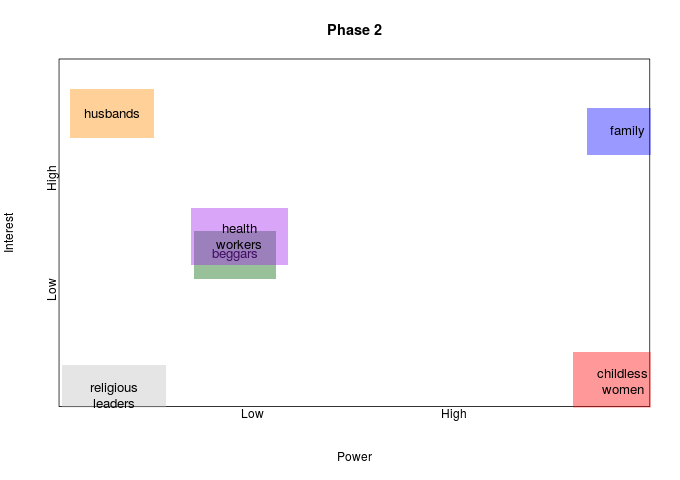 Phase 2
husbands
family
High
health
workers
beggars
Interest
Low
childless
women
religious
leaders
Low
High
Power